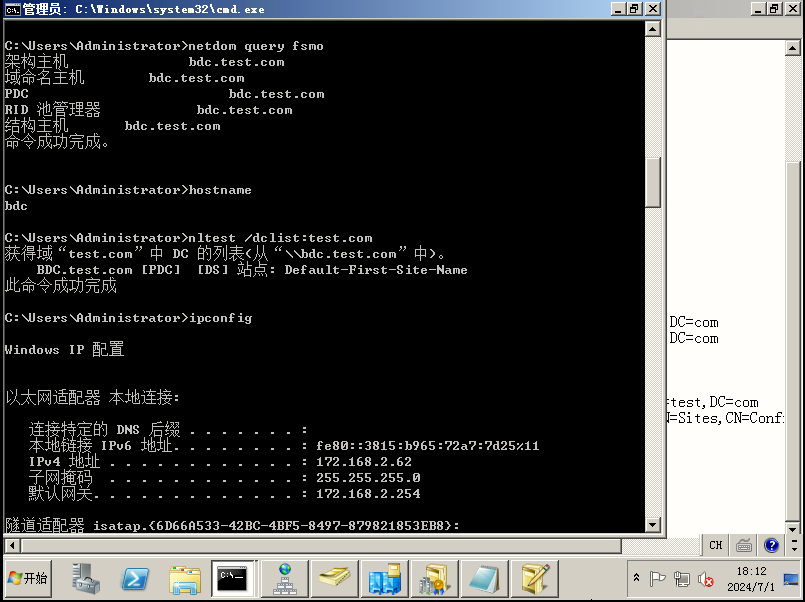 管理员: C:\Windows\system32\cmd.exe
C:\Users\Administrator>netdom query fsmo
架构主机 bdc.test.com
域命名主机 bdc.test.com
PDC bdc.test.com
RID 池管理器 bdc.test.com
结构主机 bdc.test.com
命令成功完成。
C:\Users\Administrator>hostname
bdc
C:\Users\Administrator>nltest /dclist:test.com
获得域“test.com”中 DC 的列表(从“\\bdc.test.com”中)。
BDC.test.com [PDC] [DS] 站点: Default-First-Site-Name
此命令成功完成
C:\Users\Administrator>ipconfig
Windows IP 配置
以太网适配器 本地连接:
连接特定的 DNS 后缀 . . . . . . . :
本地链接 IPv6 地址. . . . . . . . : fe80::3815:b965:72a7:7d25%11
IPv4 地址 . . . . . . . . . . . . : 172.168.2.62
子网掩码 . . . . . . . . . . . . : 255.255.255.0
默认网关. . . . . . . . . . . . . : 172.168.2.254
隧道适配器 isatap.{6D66A533-42BC-4BF5-8497-879821853EB8}:
DC=com
DC=com
=test,DC=com
N=Sites,CN=Conf
CH
开始
C:\_
18:12
2024/7/1